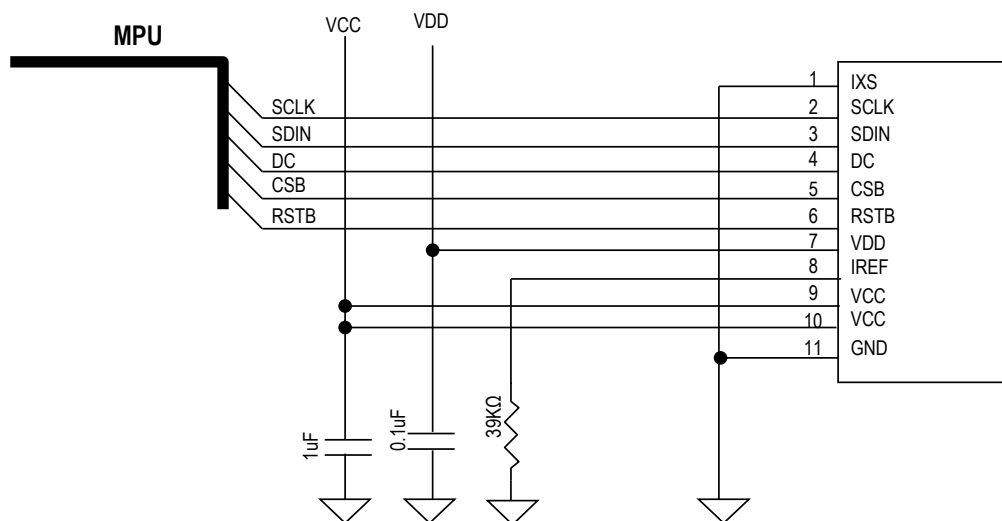 MPU
VCC
VDD
SCLK
SDIN
DC
CSB
RSTB
1 IXS
2 SCLK
3 SDIN
4 DC
5 CSB
6 RSTB
7 VDD
8 IREF
9 VCC
10 VCC
11 GND
1uF
0.1uF
39KΩ